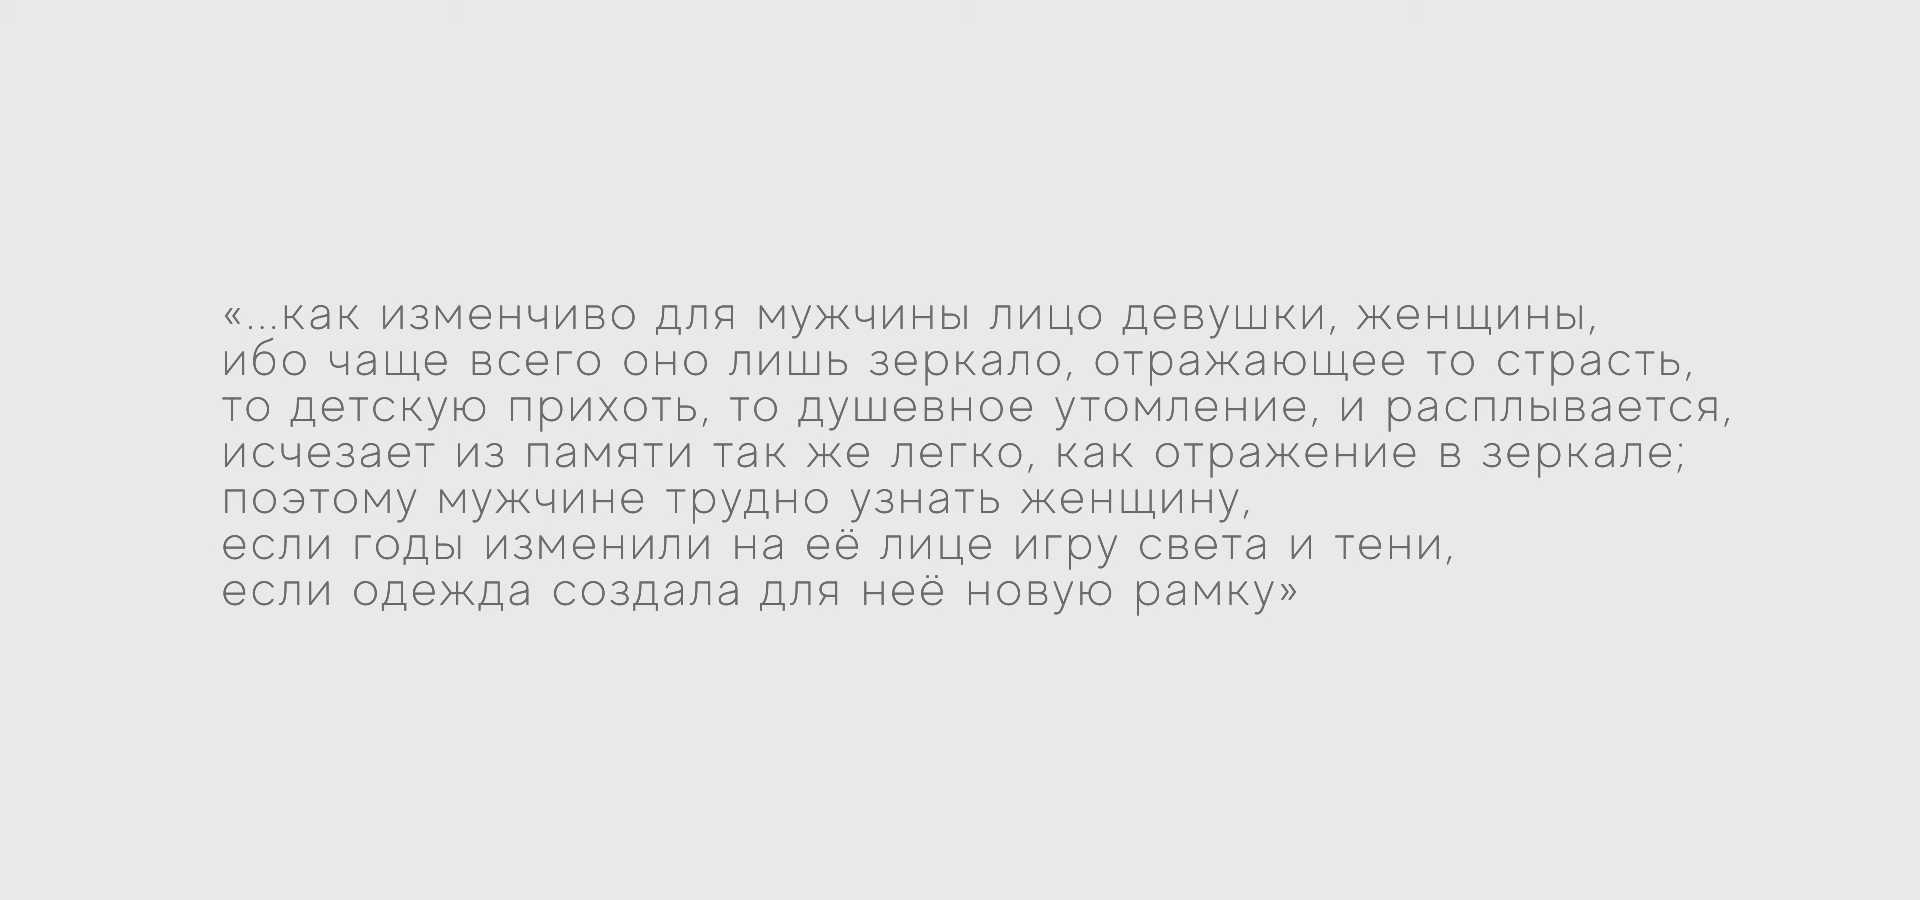 «...как изменчиво для мужчины лицо девушки, женщины,
ибо чаще всего оно лишь зеркало, отражающее то страсть,
то детскую прихоть, то душевное утомление, и расплывается,
исчезает из памяти так же легко, как отражение в зеркале;
поэтому мужчине трудно узнать женщину,
если годы изменили на её лице игру света и тени,
если одежда создала для неё новую рамку»